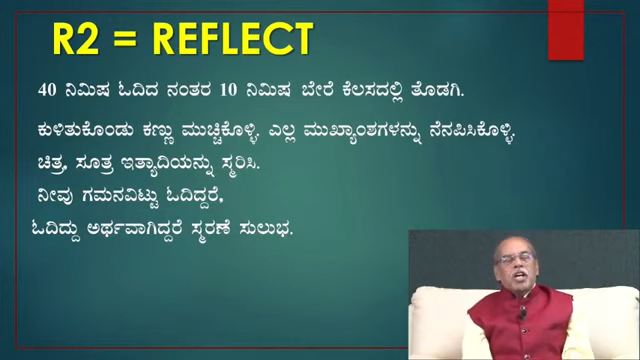 R2 = REFLECT
40 ನಿಮಿಷ ಓದಿದ ನಂತರ 10 ನಿಮಿಷ ಬೇರೆ ಕೆಲಸದಲ್ಲಿ ತೊಡಗಿ.
ಕುಳಿತುಕೊಂಡು ಕಣ್ಣು ಮುಚ್ಚಿಕೊಳ್ಳಿ. ಎಲ್ಲ ಮುಖ್ಯಾಂಶಗಳನ್ನು ನೆನಪಿಸಿಕೊಳ್ಳಿ.
ಚಿತ್ರ, ಸೂತ್ರ ಇತ್ಯಾದಿಯನ್ನು ಸ್ಮರಿಸಿ.
ನೀವು ಗಮನವಿಟ್ಟು ಓದಿದ್ದರೆ,
ಓದಿದ್ದು ಅರ್ಥವಾಗಿದ್ದರೆ ಸ್ಮರಣೆ ಸುಲುಭ.